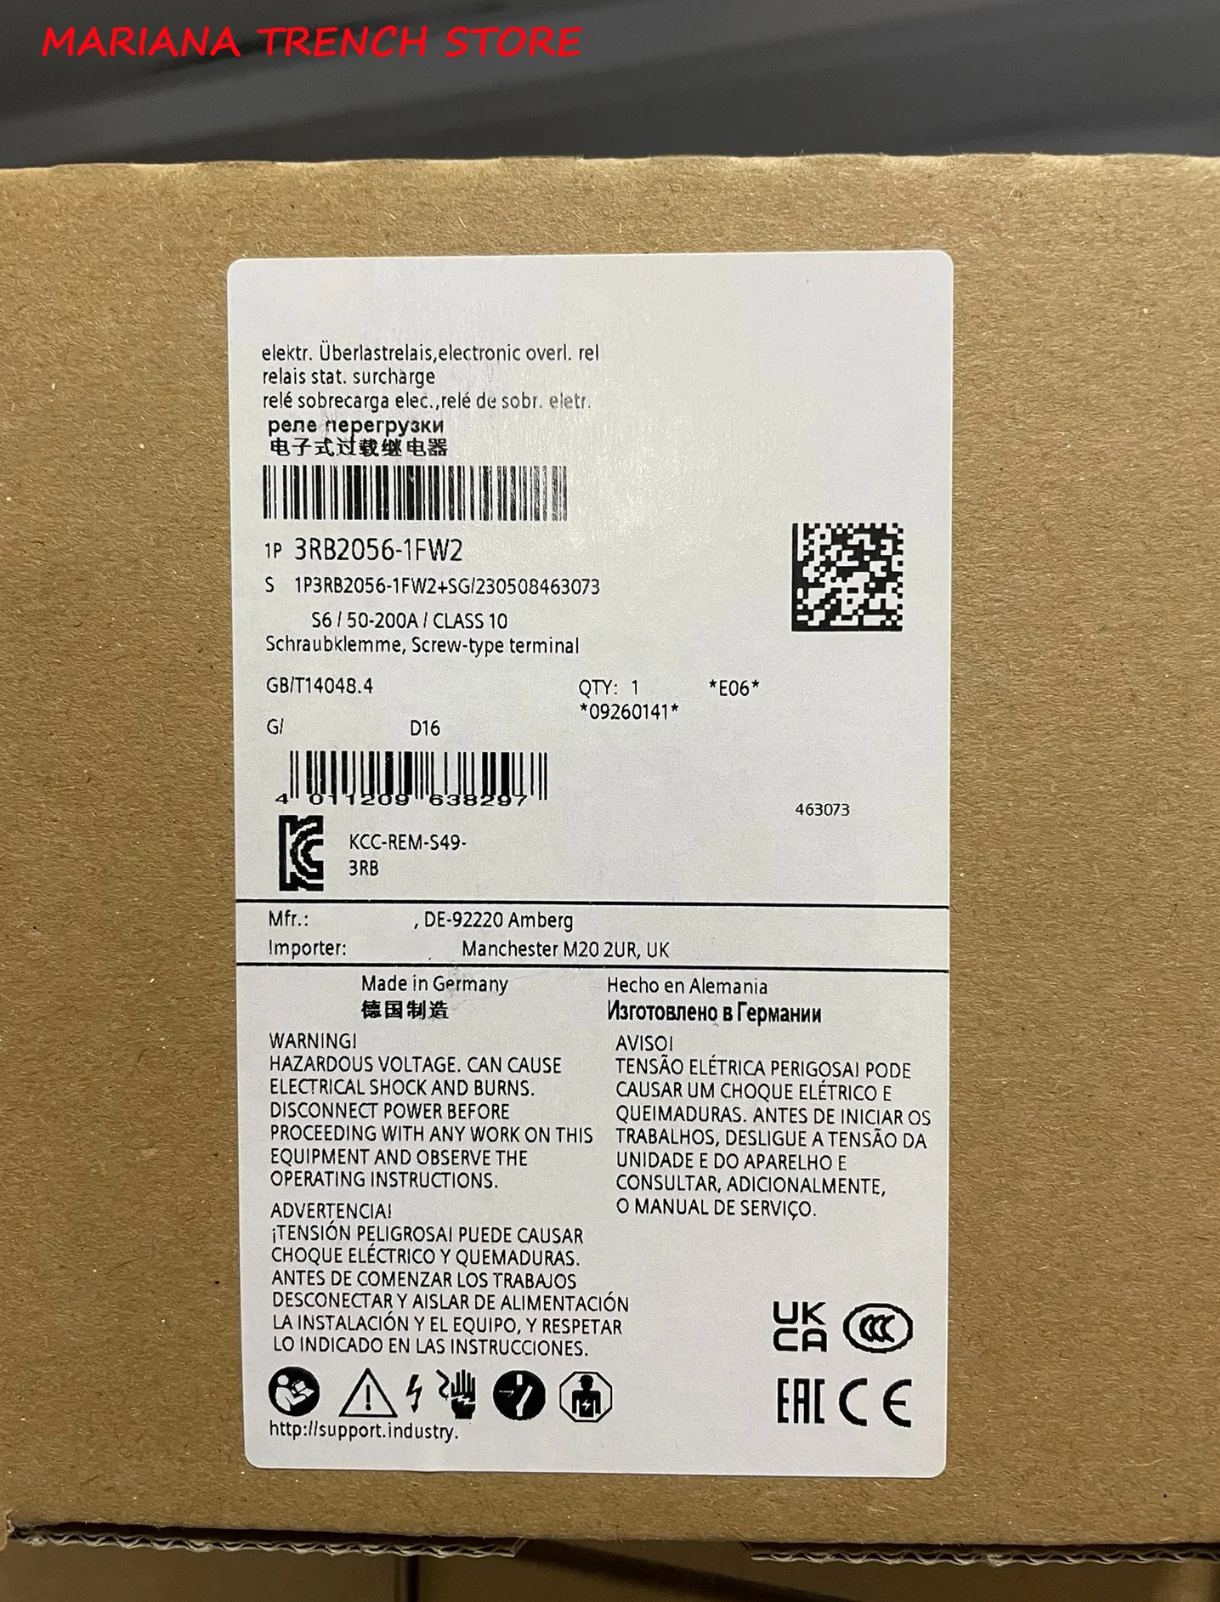 MARIANA TRENCH STORE
elektr. Überlastrelais,electronic overl. rel
relais stat. surcharge
relé sobrecarga elec.,relé de sobr. eletr.
реле перегрузки
电子式过载继电器
1P 3RB2056-1FW2
S 1P3RB2056-1FW2+SG/230508463073
S6 / 50-200A / CLASS 10
Schraubklemme, Screw-type terminal
GB/T14048.4
QTY: 1 *E06*
*09260141*
G/ D16
4 011209 638297
463073
KCC-REM-S49-
3RB
Mfr.: , DE-92220 Amberg
Importer: Manchester M20 2UR, UK
Made in Germany
德国制造
Hecho en Alemania
Изготовлено в Германии
WARNING!
HAZARDOUS VOLTAGE. CAN CAUSE
ELECTRICAL SHOCK AND BURNS.
DISCONNECT POWER BEFORE
PROCEEDING WITH ANY WORK ON THIS
EQUIPMENT AND OBSERVE THE
OPERATING INSTRUCTIONS.
ADVERTENCIA!
¡TENSIÓN PELIGROSA! PUEDE CAUSAR
CHOQUE ELÉCTRICO Y QUEMADURAS.
ANTES DE COMENZAR LOS TRABAJOS
DESCONECTAR Y AISLAR DE ALIMENTACIÓN
LA INSTALACIÓN Y EL EQUIPO, Y RESPETAR
LO INDICADO EN LAS INSTRUCCIONES.
AVISO!
TENSÃO ELÉTRICA PERIGOSA! PODE
CAUSAR UM CHOQUE ELÉTRICO E
QUEIMADURAS. ANTES DE INICIAR OS
TRABALHOS, DESLIGUE A TENSÃO DA
UNIDADE E DO APARELHO E
CONSULTAR, ADICIONALMENTE,
O MANUAL DE SERVIÇO.
UK
CA
CCC
EAC CE
http://support.industry.